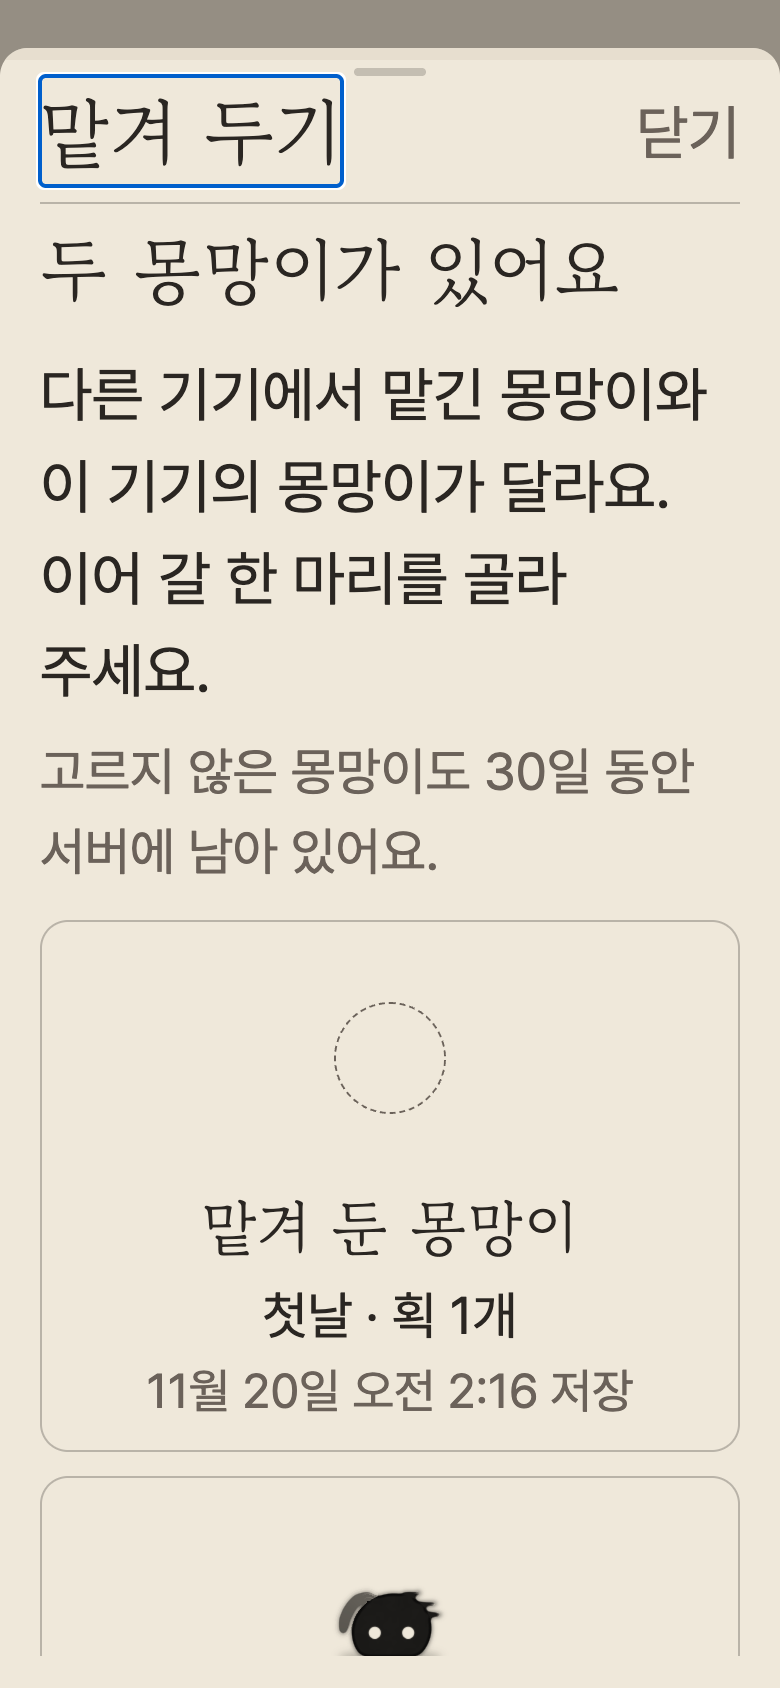 맡겨 두기
닫기
두 몽망이가 있어요
다른 기기에서 맡긴 몽망이와
이 기기의 몽망이가 달라요.
이어 갈 한 마리를 골라
주세요.
고르지 않은 몽망이도 30일 동안
서버에 남아 있어요.
맡겨 둔 몽망이
첫날 · 획 1개
11월 20일 오전 2:16 저장